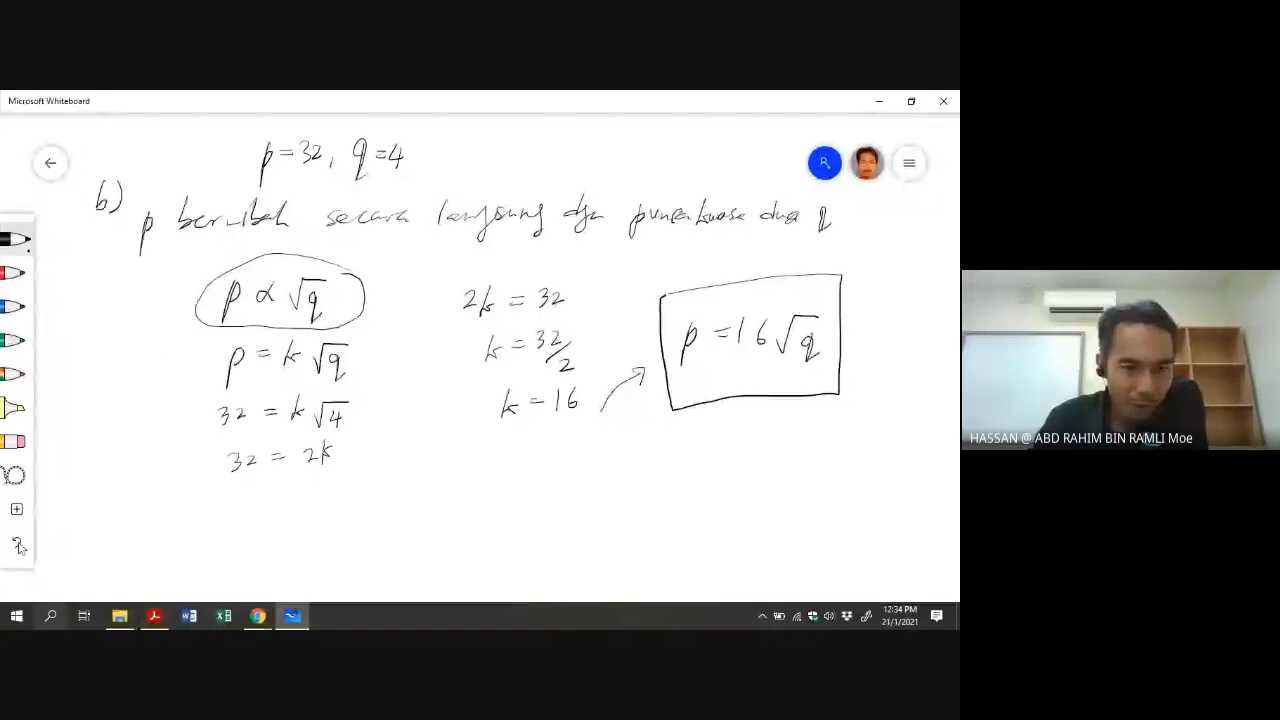 Microsoft Whiteboard
p = 32, q = 4
b)
p berubah secara langsung dgn punca kuasa dua q
p ∝ √q
p = k √q
32 = k √4
32 = 2k
2k = 32
k = 32/2
k = 16
p = 16√q
HASSAN @ ABD RAHIM BIN RAMLI Moe
12:34 PM
21/1/2021